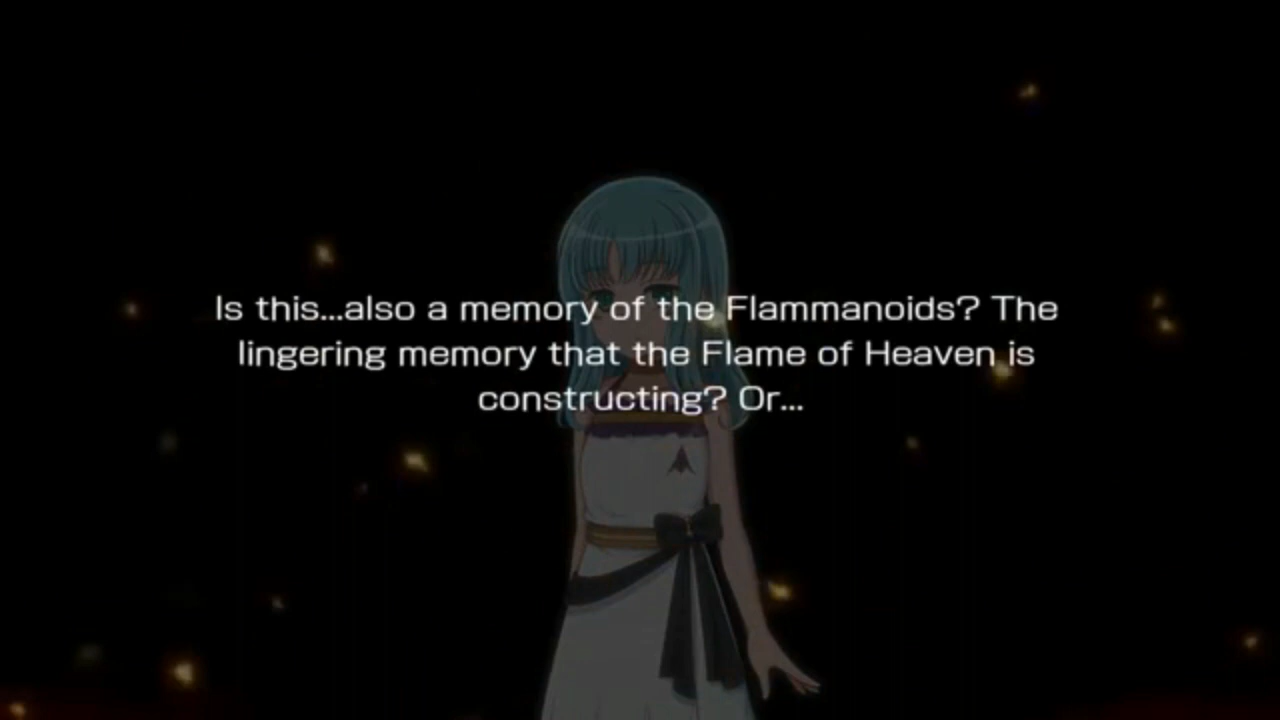 Is this...also a memory of the Flammanoids? The
lingering memory that the Flame of Heaven is
constructing? Or...